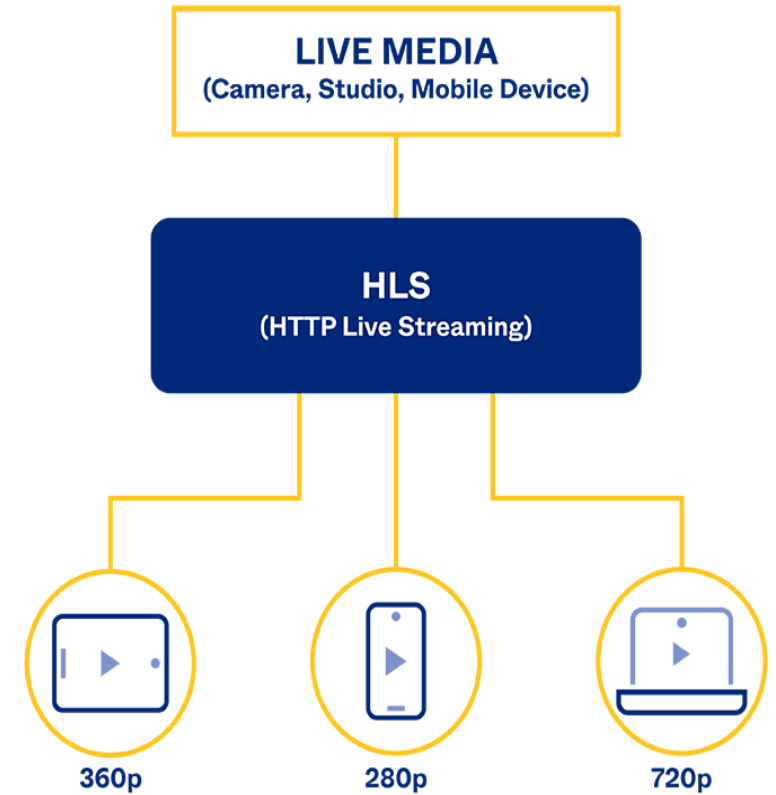 LIVE MEDIA
(Camera, Studio, Mobile Device)
HLS
(HTTP Live Streaming)
360p
280p
720p